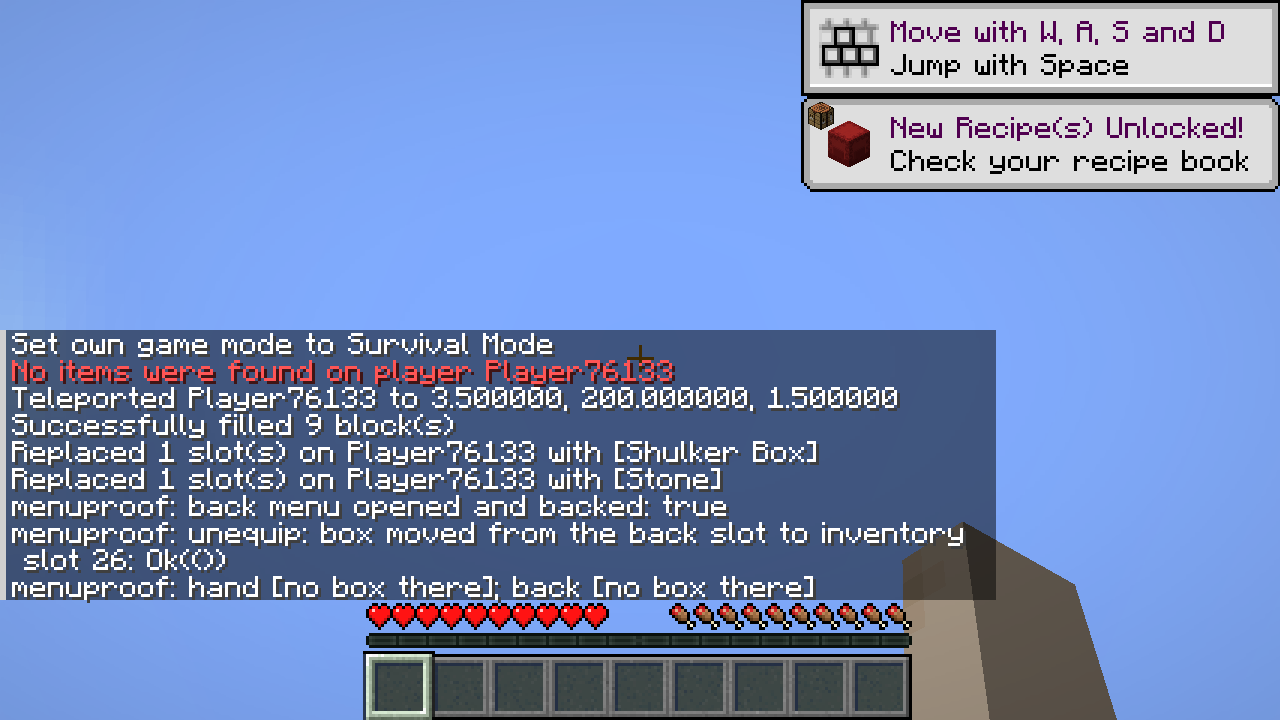 Move with W, A, S and D
Jump with Space
New Recipe(s) Unlocked!
Check your recipe book
Set own game mode to Survival Mode
No items were found on player Player76133
Teleported Player76133 to 3.500000, 200.000000, 1.500000
Successfully filled 9 block(s)
Replaced 1 slot(s) on Player76133 with [Shulker Box]
Replaced 1 slot(s) on Player76133 with [Stone]
menuproof: back menu opened and backed: true
menuproof: unequip: box moved from the back slot to inventory
slot 26: Ok(())
menuproof: hand [no box there]; back [no box there]